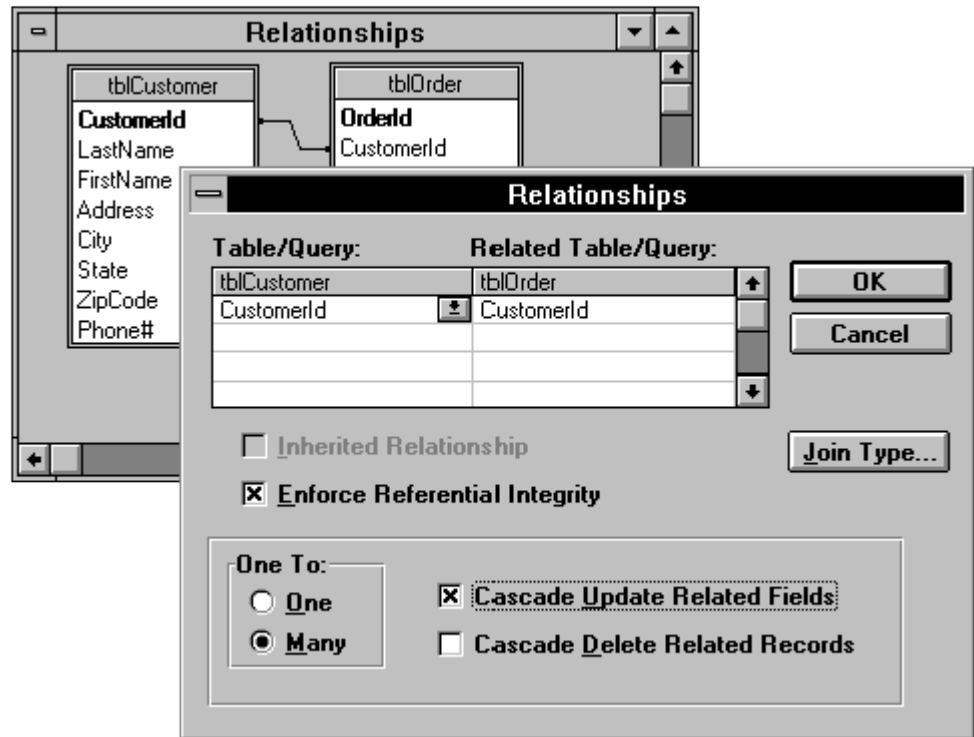 Relationships
tblCustomer
CustomerId
LastName
FirstName
Address
City
State
ZipCode
Phone#
tblOrder
OrderId
CustomerId
Relationships
Table/Query: Related Table/Query:
tblCustomer tblOrder
CustomerId CustomerId
OK
Cancel
Inherited Relationship
Join Type...
Enforce Referential Integrity
One To:
One
Many
Cascade Update Related Fields
Cascade Delete Related Records